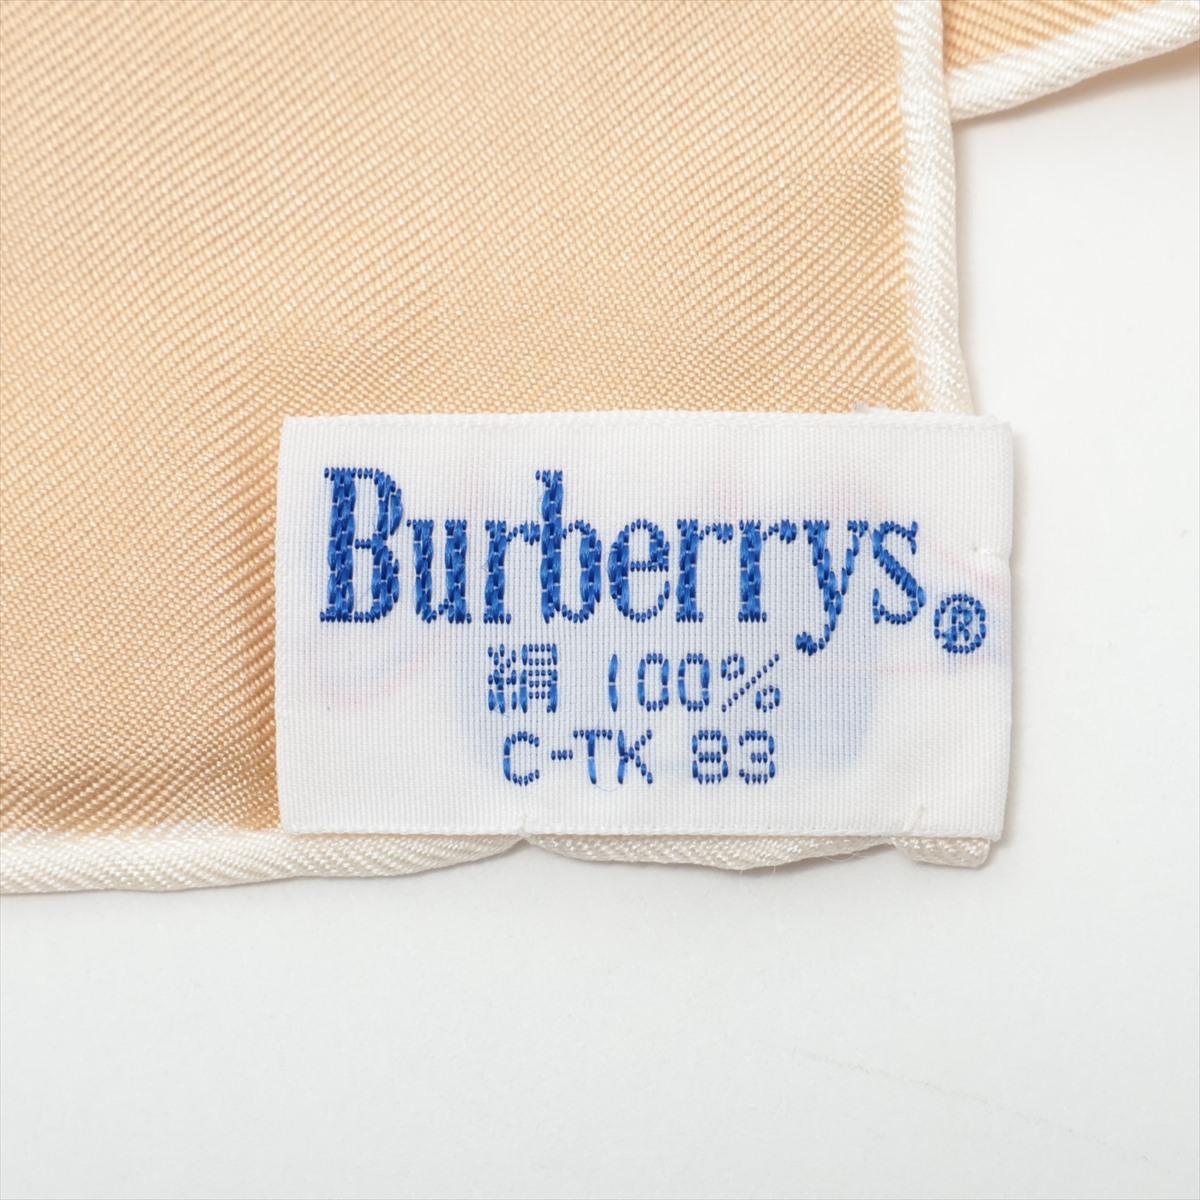 Burberrys®
絹 100%
C-TK 83